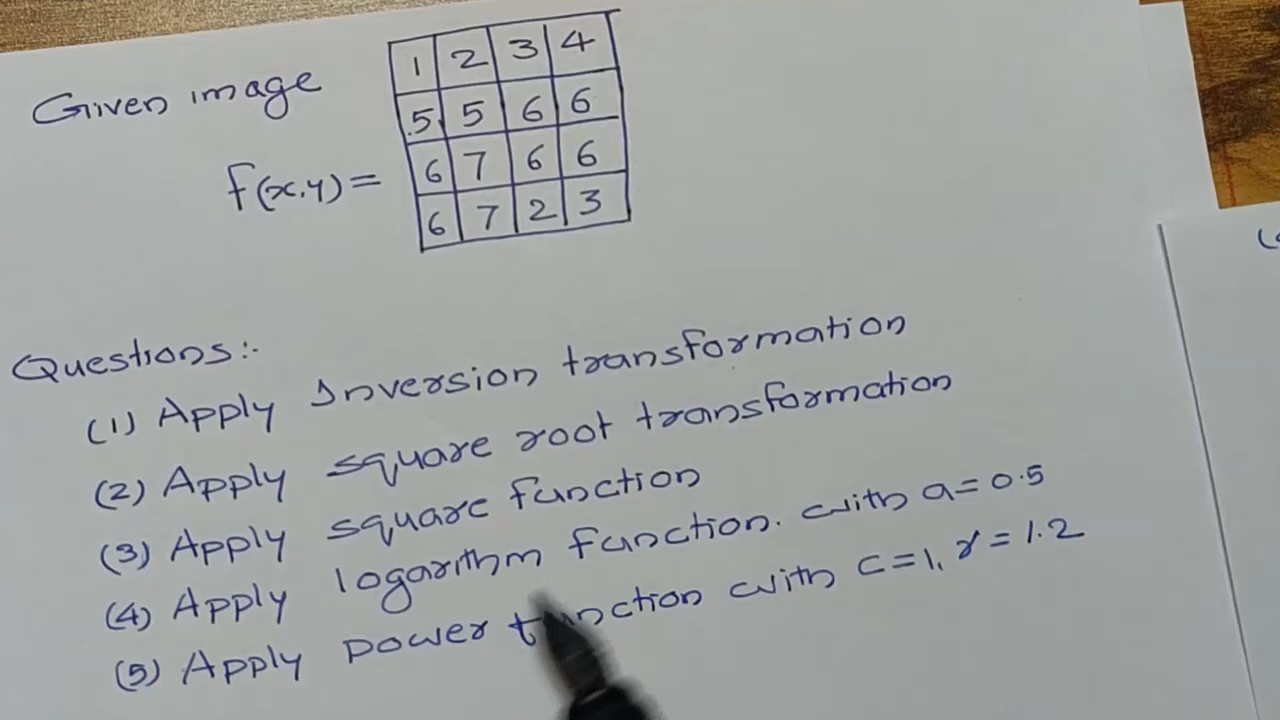 Given image
1 2 3 4
5 5 6 6
f(x,y)=
6 7 6 6
6 7 2 3
Questions:-
(1) Apply Inversion transformation
(2) Apply square root transformation
(3) Apply square function
(4) Apply logarithm function. with a=0.5
(5) Apply power function with c=1, r=1.2